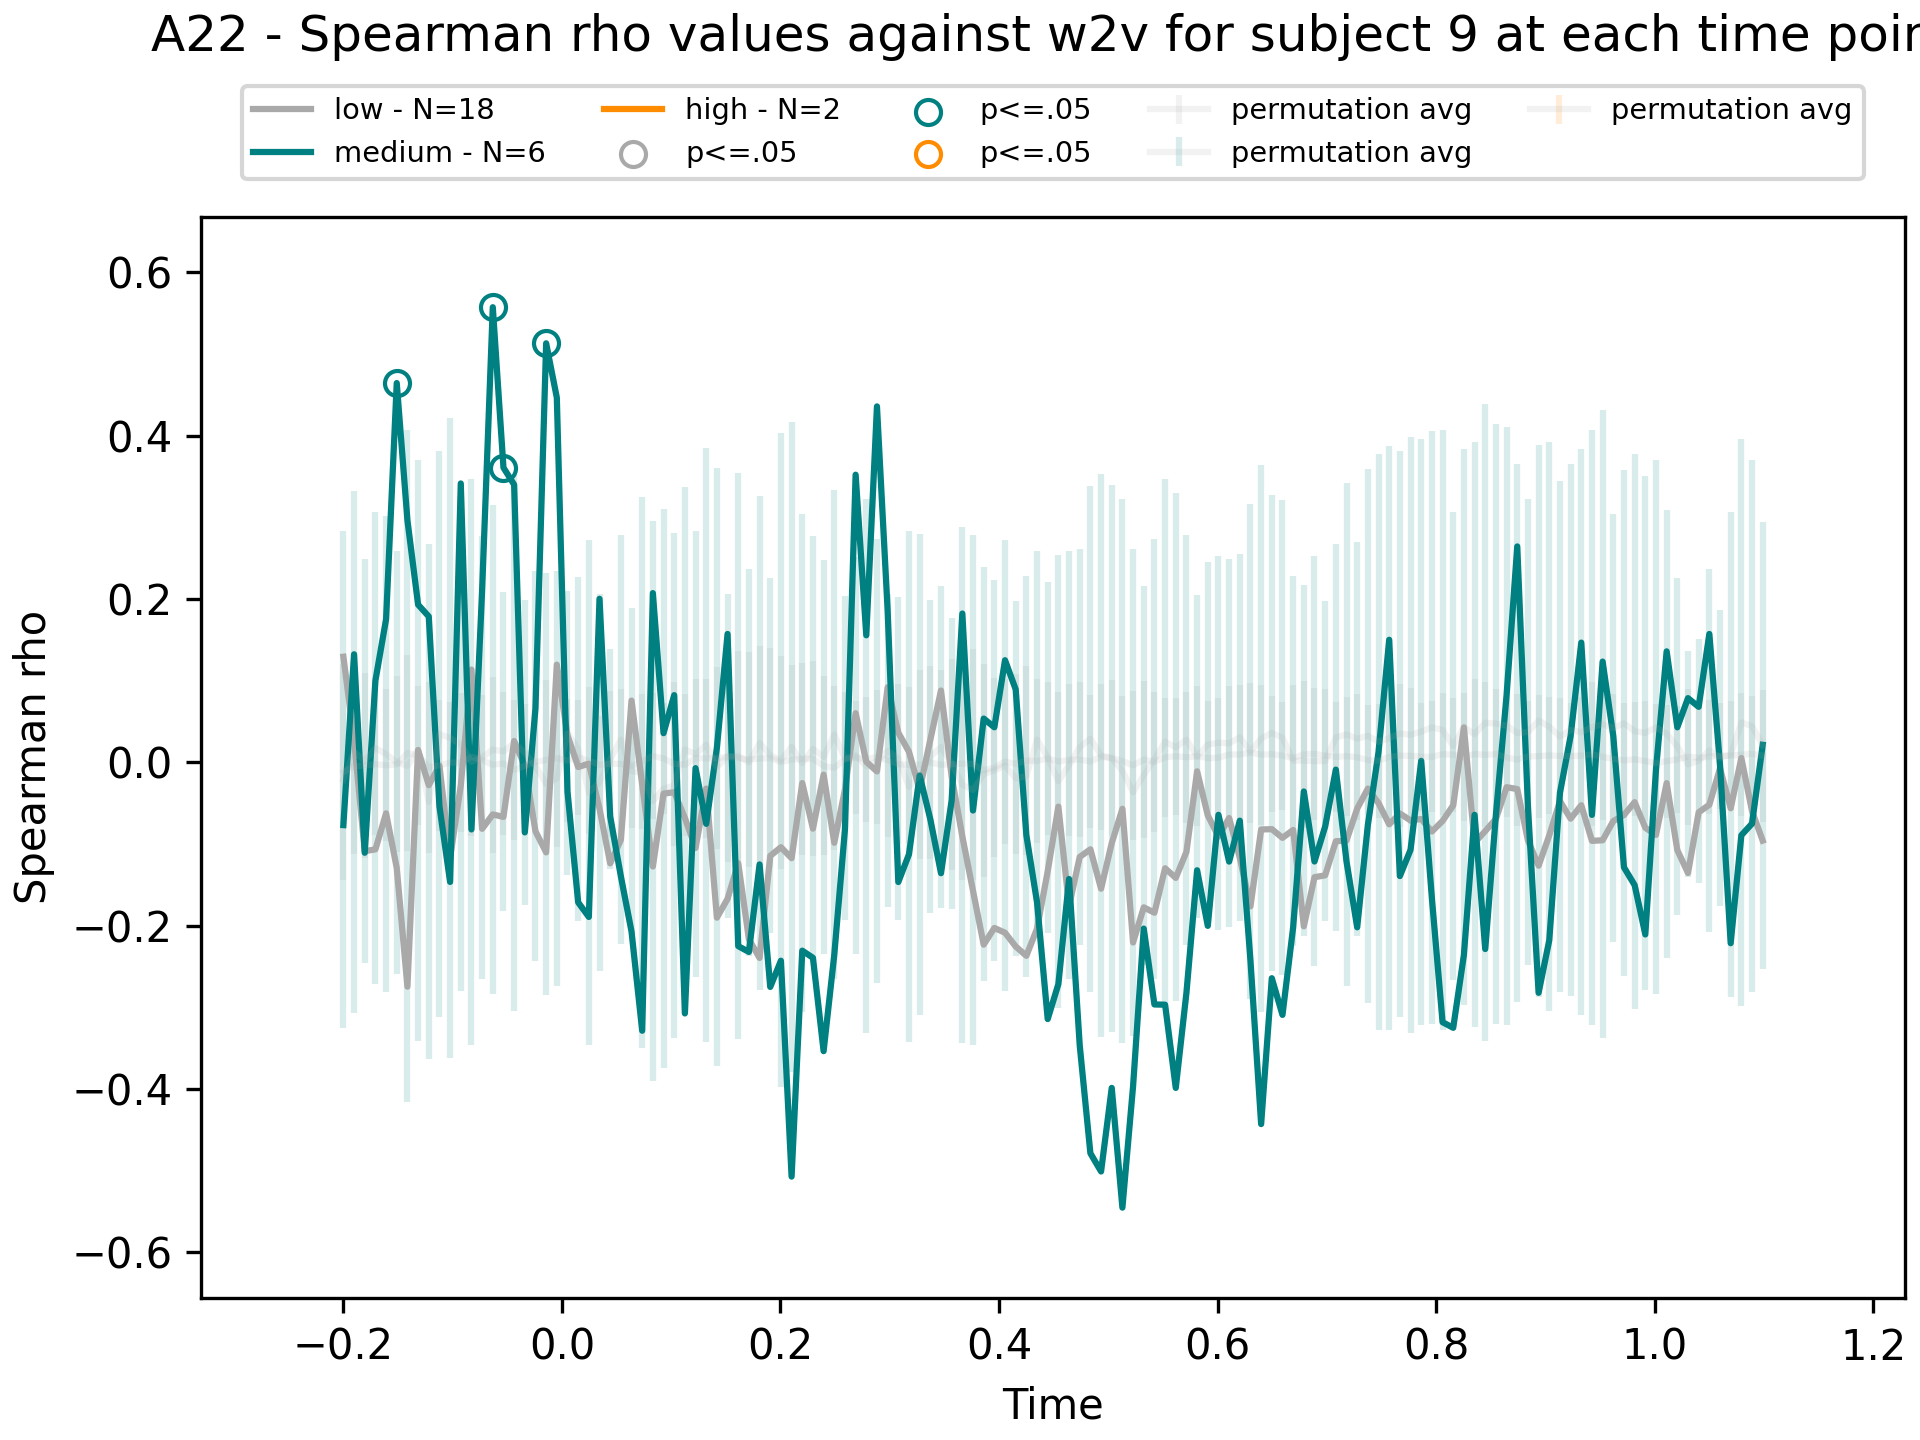 A22 - Spearman rho values against w2v for subject 9 at each time poin
low - N=18
medium - N=6
high - N=2
p<=.05
p<=.05
p<=.05
permutation avg
permutation avg
permutation avg
Spearman rho
0.6
0.4
0.2
0.0
−0.2
−0.4
−0.6
−0.2 0.0 0.2 0.4 0.6 0.8 1.0 1.2
Time